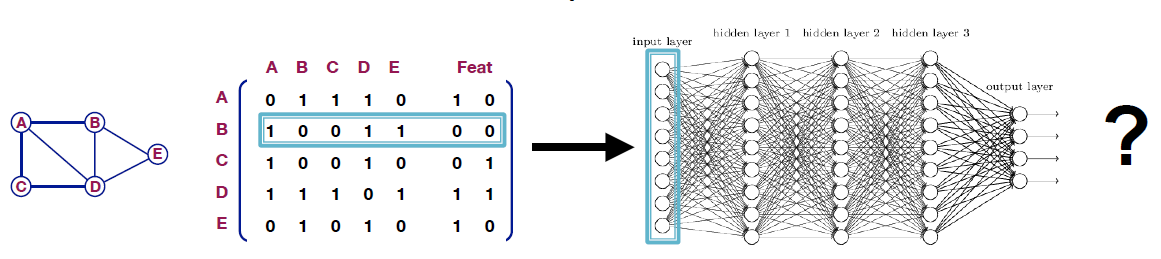 A B C D E Feat
A 0 1 1 1 0 1 0
B 1 0 0 1 1 0 0
C 1 0 0 1 0 0 1
D 1 1 1 0 1 1 1
E 0 1 0 1 0 1 0
A B
E
C D
input layer hidden layer 1 hidden layer 2 hidden layer 3
output layer
?